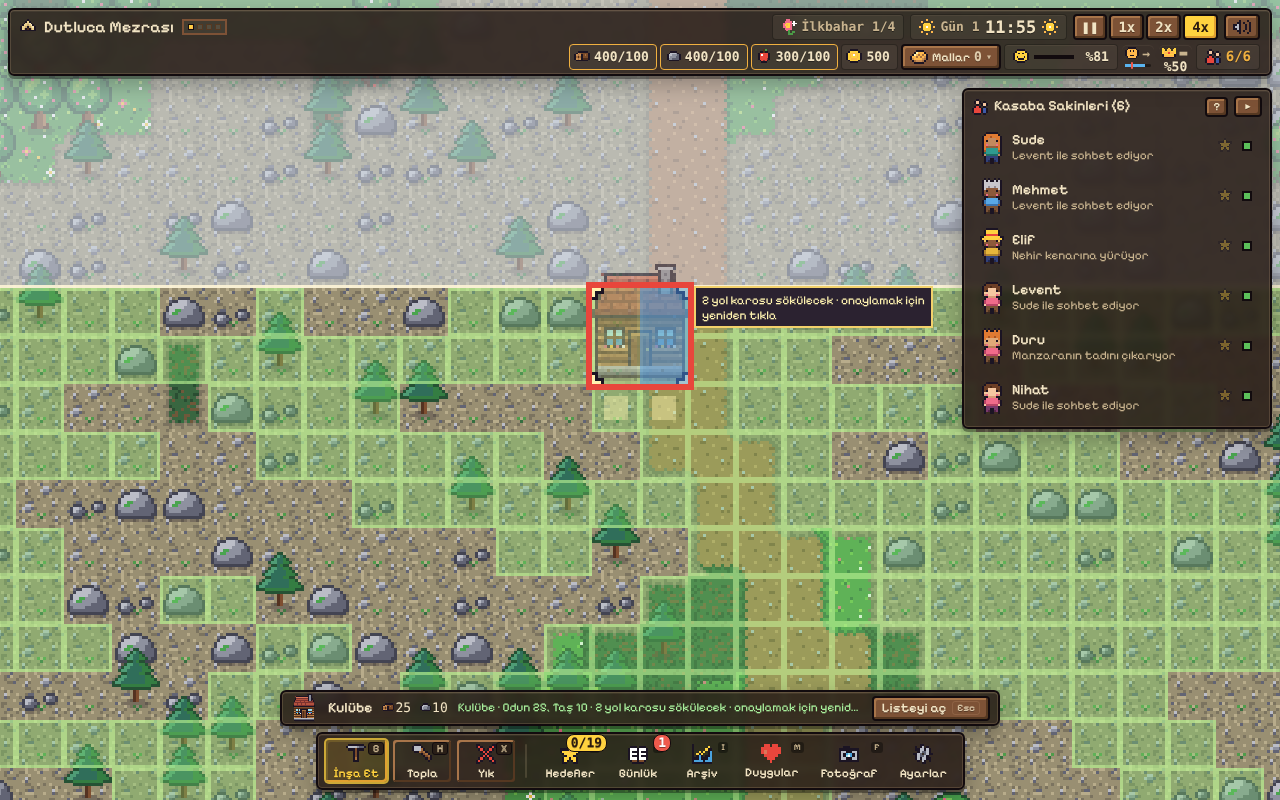 Dutluca Mezrası
İlkbahar 1/4
Gün 1 11:55
1x
2x
4x
400/100
400/100
300/100
500
Mallar 0
%81
%50
6/6
Kasaba Sakinleri (6)
?
Sude
Levent ile sohbet ediyor
Mehmet
Levent ile sohbet ediyor
Elif
Nehir kenarına yürüyor
Levent
Sude ile sohbet ediyor
Duru
Manzaranın tadını çıkarıyor
Nihat
Sude ile sohbet ediyor
2 yol karosu sökülecek · onaylamak için
yeniden tıkla
Kulübe 25 10 Kulübe · Odun 25, Taş 10 · 2 yol karosu sökülecek · onaylamak için yenid…
Listeyi aç Esc
İnşa Et B
Topla H
Yık X
Hedefler 0/19
Günlük 1
Arşiv I
Duygular M
Fotoğraf F
Ayarlar